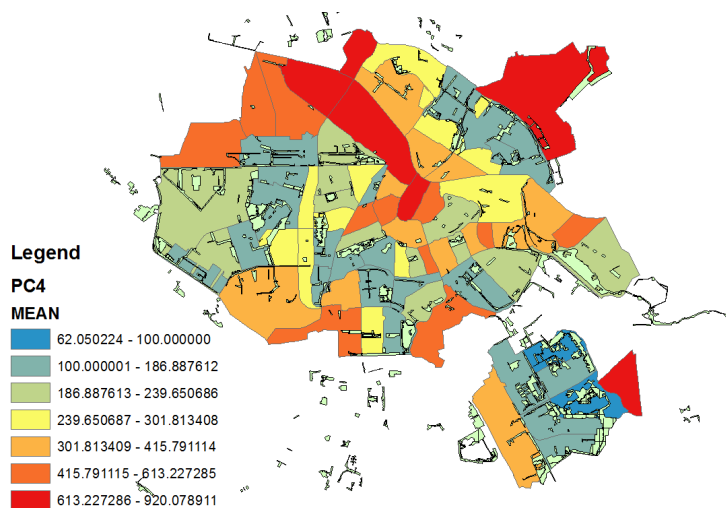 Legend
PC4
MEAN
62.050224 - 100.000000
100.000001 - 186.887612
186.887613 - 239.650686
239.650687 - 301.813408
301.813409 - 415.791114
415.791115 - 613.227285
613.227286 - 920.078911